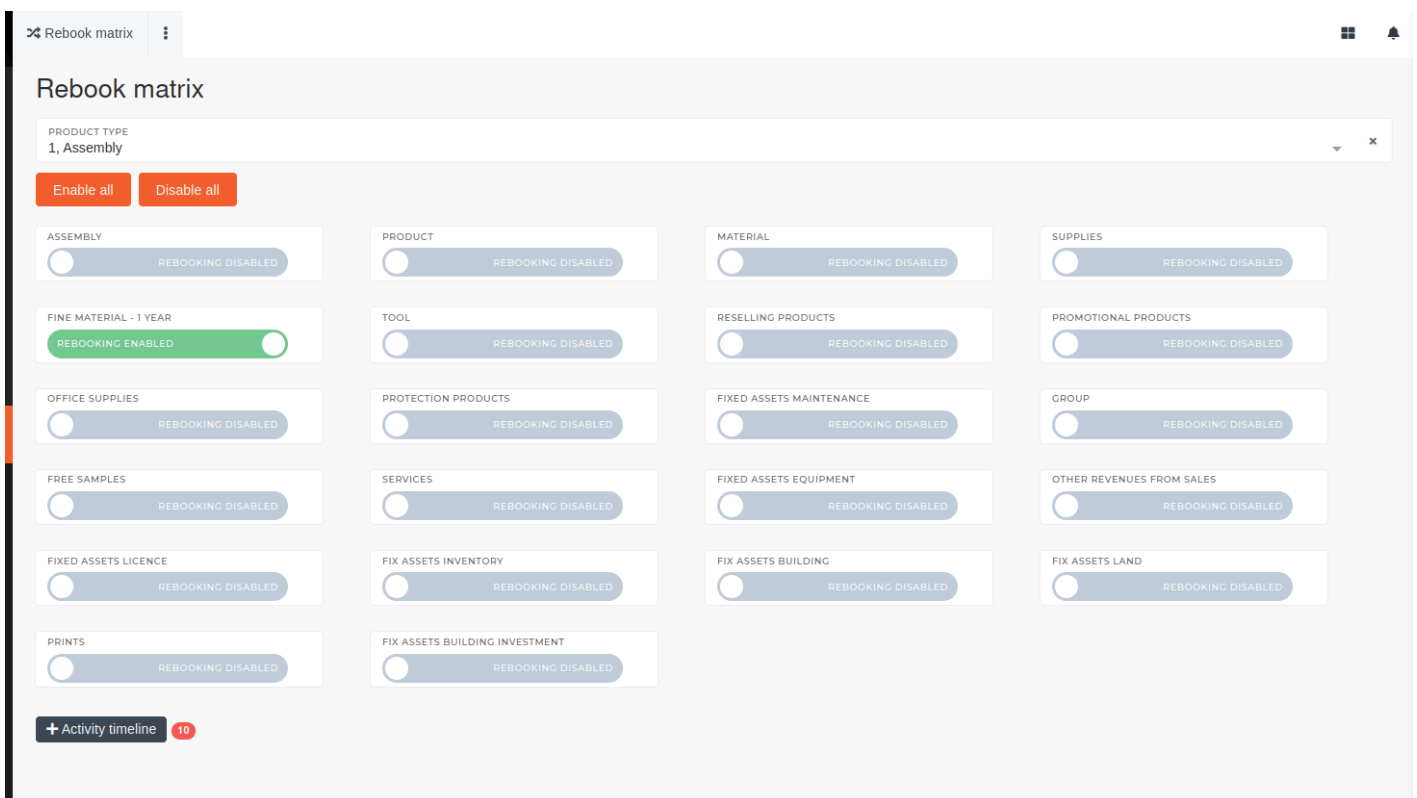 Rebook matrix
Rebook matrix
PRODUCT TYPE
1, Assembly
Enable all Disable all
ASSEMBLY PRODUCT MATERIAL SUPPLIES
REBOOKING DISABLED REBOOKING DISABLED REBOOKING DISABLED REBOOKING DISABLED
FINE MATERIAL - 1 YEAR TOOL RESELLING PRODUCTS PROMOTIONAL PRODUCTS
REBOOKING ENABLED REBOOKING DISABLED REBOOKING DISABLED REBOOKING DISABLED
OFFICE SUPPLIES PROTECTION PRODUCTS FIXED ASSETS MAINTENANCE GROUP
REBOOKING DISABLED REBOOKING DISABLED REBOOKING DISABLED REBOOKING DISABLED
FREE SAMPLES SERVICES FIXED ASSETS EQUIPMENT OTHER REVENUES FROM SALES
REBOOKING DISABLED REBOOKING DISABLED REBOOKING DISABLED REBOOKING DISABLED
FIXED ASSETS LICENCE FIX ASSETS INVENTORY FIX ASSETS BUILDING FIX ASSETS LAND
REBOOKING DISABLED REBOOKING DISABLED REBOOKING DISABLED REBOOKING DISABLED
PRINTS FIX ASSETS BUILDING INVESTMENT
REBOOKING DISABLED REBOOKING DISABLED
+ Activity timeline 10